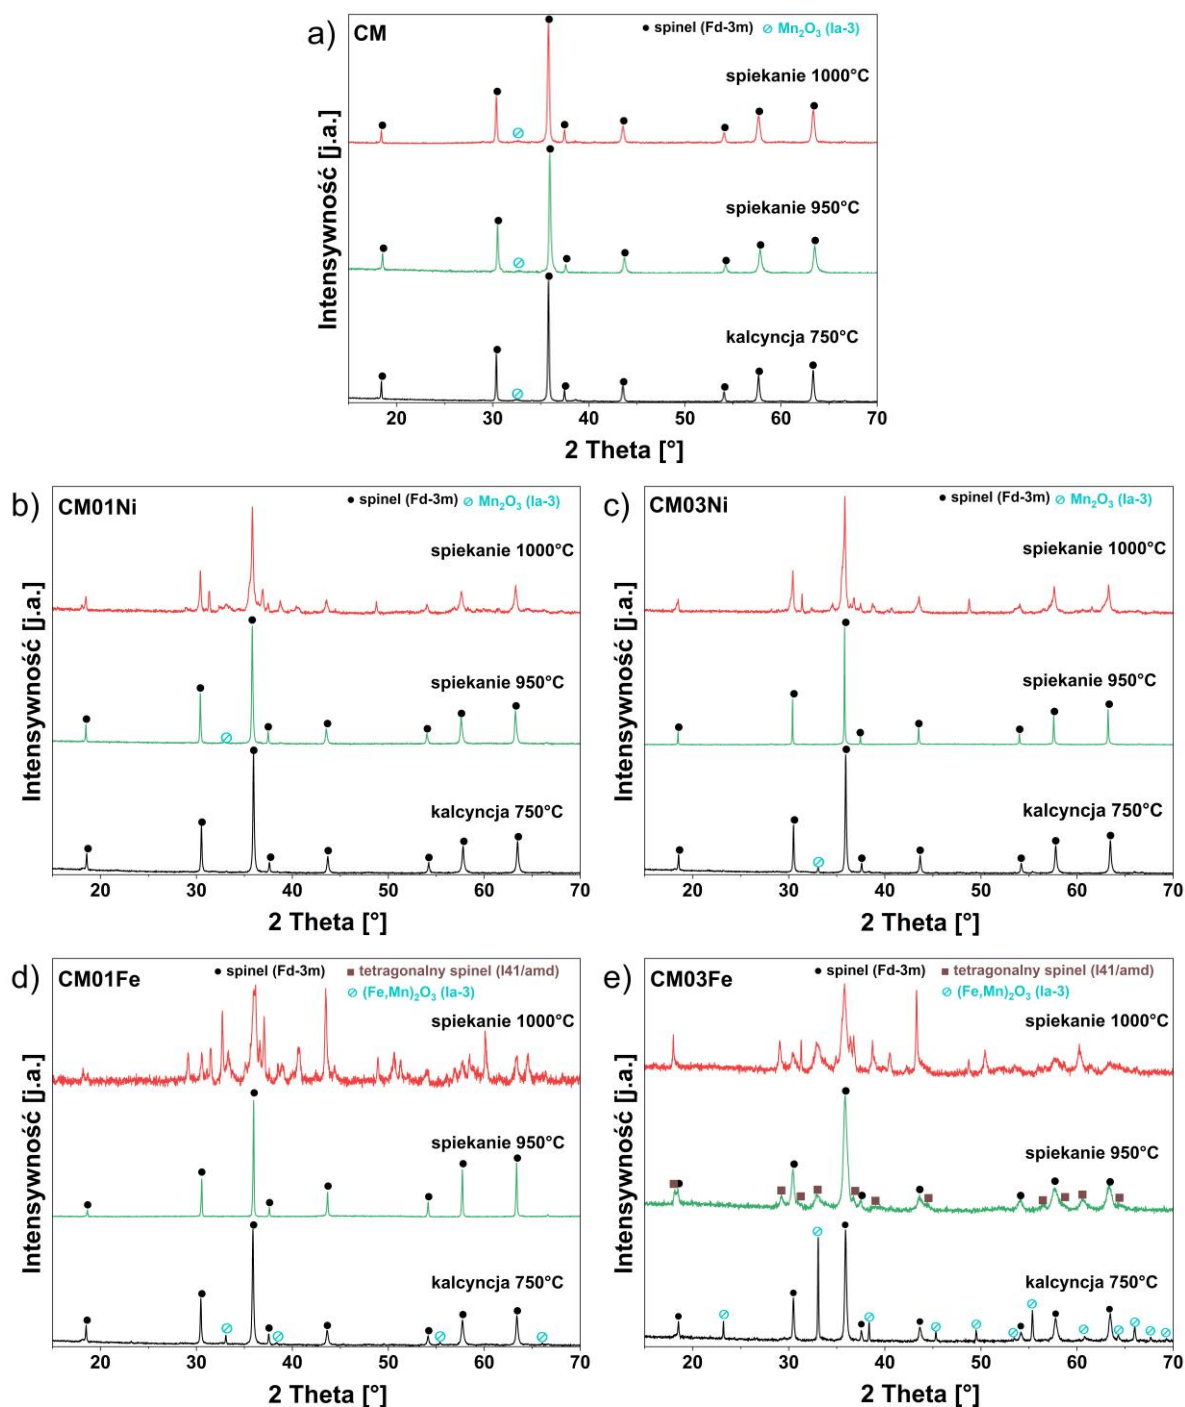 a) CM
● spinel (Fd-3m) ⊘ Mn₂O₃ (Ia-3)
spiekanie 1000°C
spiekanie 950°C
kalcyncja 750°C
Intensywność [j.a.]
20 30 40 50 60 70
2 Theta [°]
b) CM01Ni
● spinel (Fd-3m) ⊘ Mn₂O₃ (Ia-3)
spiekanie 1000°C
spiekanie 950°C
kalcyncja 750°C
Intensywność [j.a.]
20 30 40 50 60 70
2 Theta [°]
c) CM03Ni
● spinel (Fd-3m) ⊘ Mn₂O₃ (Ia-3)
spiekanie 1000°C
spiekanie 950°C
kalcyncja 750°C
Intensywność [j.a.]
20 30 40 50 60 70
2 Theta [°]
d) CM01Fe
● spinel (Fd-3m) ■ tetragonalny spinel (I41/amd)
⊘ (Fe,Mn)₂O₃ (Ia-3)
spiekanie 1000°C
spiekanie 950°C
kalcyncja 750°C
Intensywność [j.a.]
20 30 40 50 60 70
2 Theta [°]
e) CM03Fe
● spinel (Fd-3m) ■ tetragonalny spinel (I41/amd)
⊘ (Fe,Mn)₂O₃ (Ia-3)
spiekanie 1000°C
spiekanie 950°C
kalcyncja 750°C
Intensywność [j.a.]
20 30 40 50 60 70
2 Theta [°]